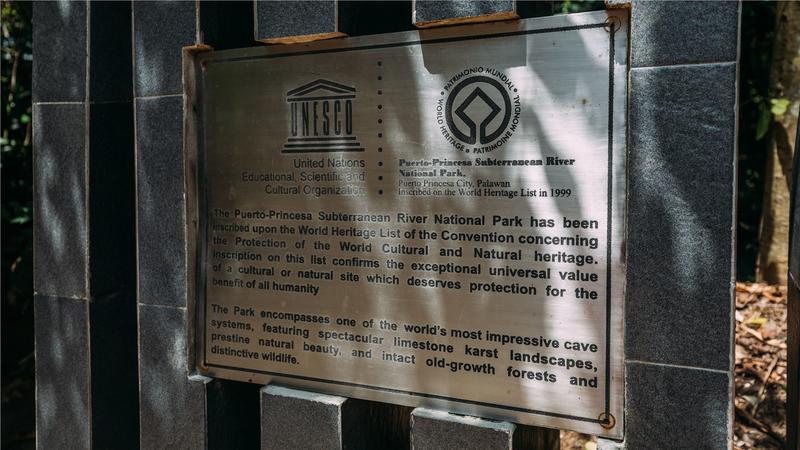 UNESCO
United Nations
Educational, Scientific and
Cultural Organization
PATRIMONIO MUNDIAL • WORLD HERITAGE • PATRIMOINE MONDIAL
Puerto-Princesa Subterranean River
National Park,
Puerto Princesa City, Palawan
Inscribed on the World Heritage List in 1999
The Puerto-Princesa Subterranean River National Park has been
inscribed upon the World Heritage List of the Convention concerning
the Protection of the World Cultural and Natural heritage.
Inscription on this list confirms the exceptional universal value
of a cultural or natural site which deserves protection for the
benefit of all humanity
The Park encompasses one of the world's most impressive cave
systems, featuring spectacular limestone karst landscapes,
prestine natural beauty, and intact old-growth forests and
distinctive wildlife.